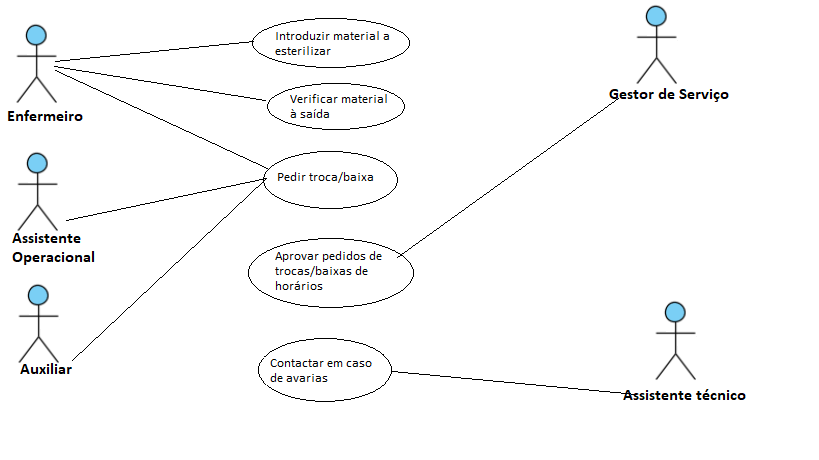 Introduzir material a
esterilizar
Enfermeiro
Verificar material
à saída
Gestor de Serviço
Pedir troca/baixa
Assistente
Operacional
Aprovar pedidos de
trocas/baixas de
horários
Auxiliar
Contactar em caso
de avarias
Assistente técnico